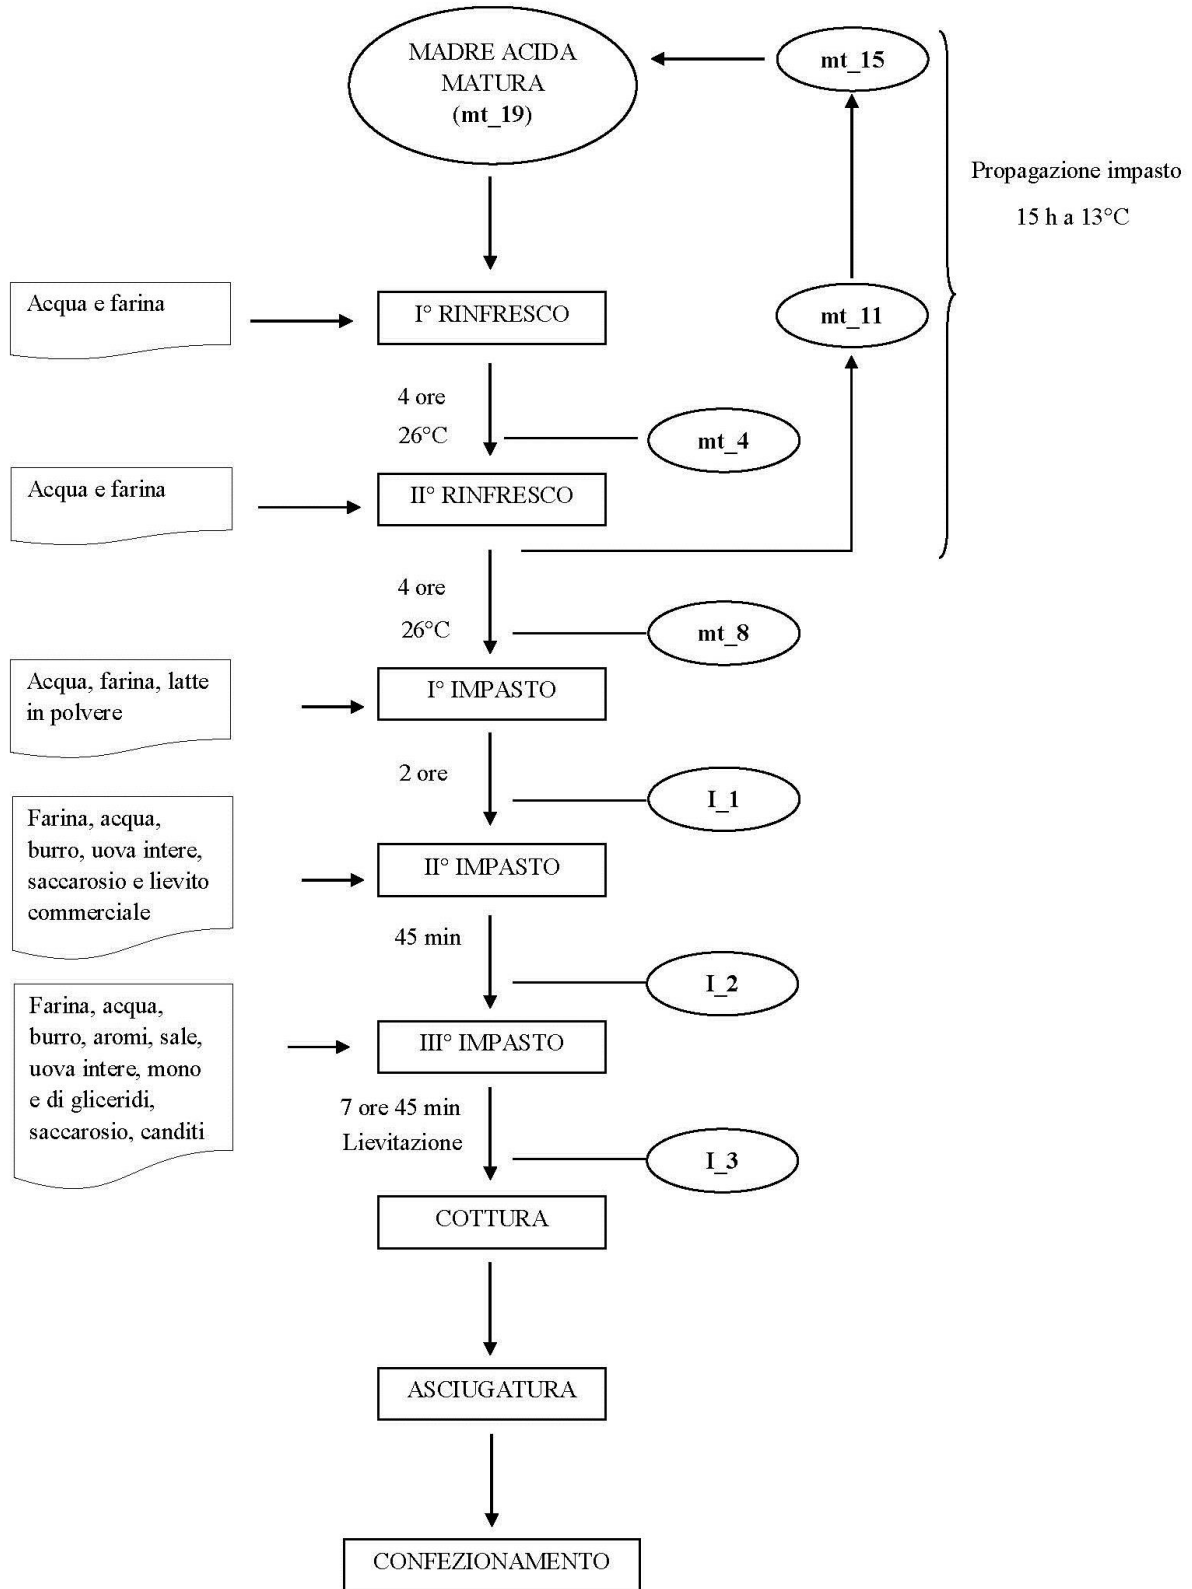 MADRE ACIDA
MATURA
(mt_19)
mt_15
Propagazione impasto
15 h a 13°C
Acqua e farina
I° RINFRESCO
mt_11
4 ore
26°C
mt_4
Acqua e farina
II° RINFRESCO
4 ore
26°C
mt_8
Acqua, farina, latte
in polvere
I° IMPASTO
2 ore
I_1
Farina, acqua,
burro, uova intere,
saccarosio e lievito
commerciale
II° IMPASTO
45 min
I_2
Farina, acqua,
burro, aromi, sale,
uova intere, mono
e di gliceridi,
saccarosio, canditi
III° IMPASTO
7 ore 45 min
Lievitazione
I_3
COTTURA
ASCIUGATURA
CONFEZIONAMENTO